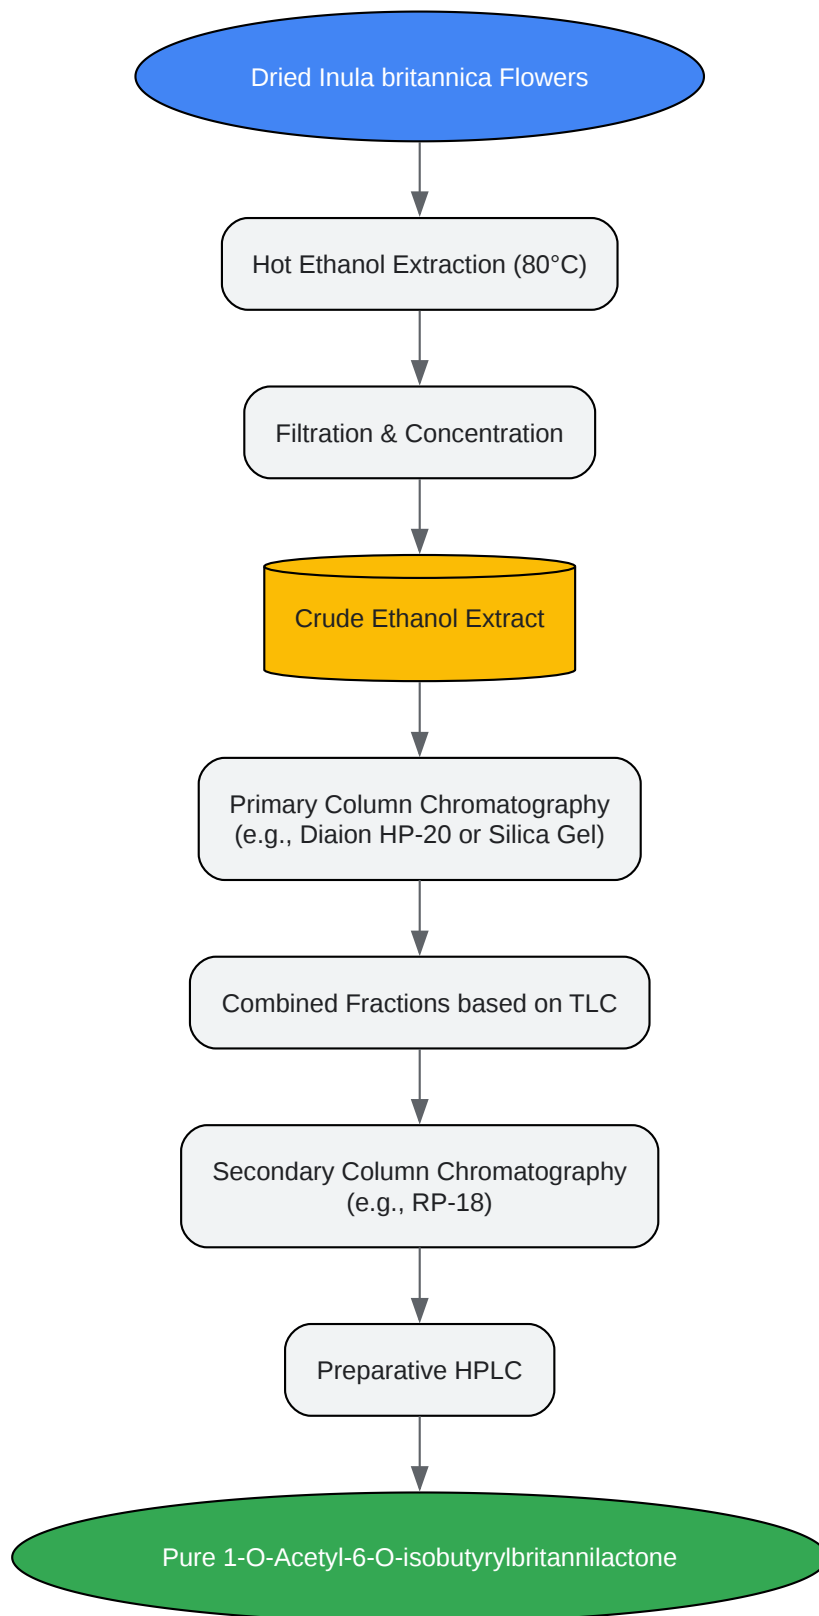 Dried Inula britannica Flowers
Hot Ethanol Extraction (80°C)
Filtration & Concentration
Crude Ethanol Extract
Primary Column Chromatography
(e.g., Diaion HP-20 or Silica Gel)
Combined Fractions based on TLC
Secondary Column Chromatography
(e.g., RP-18)
Preparative HPLC
Pure 1-O-Acetyl-6-O-isobutyrylbritannilactone